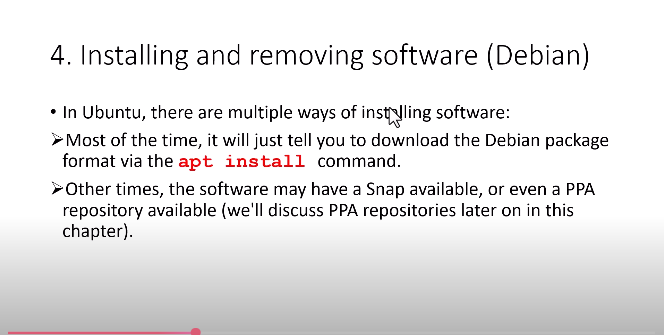 4. Installing and removing software (Debian)
• In Ubuntu, there are multiple ways of installing software:
➢Most of the time, it will just tell you to download the Debian package
format via the apt install command.
➢Other times, the software may have a Snap available, or even a PPA
repository available (we'll discuss PPA repositories later on in this
chapter).